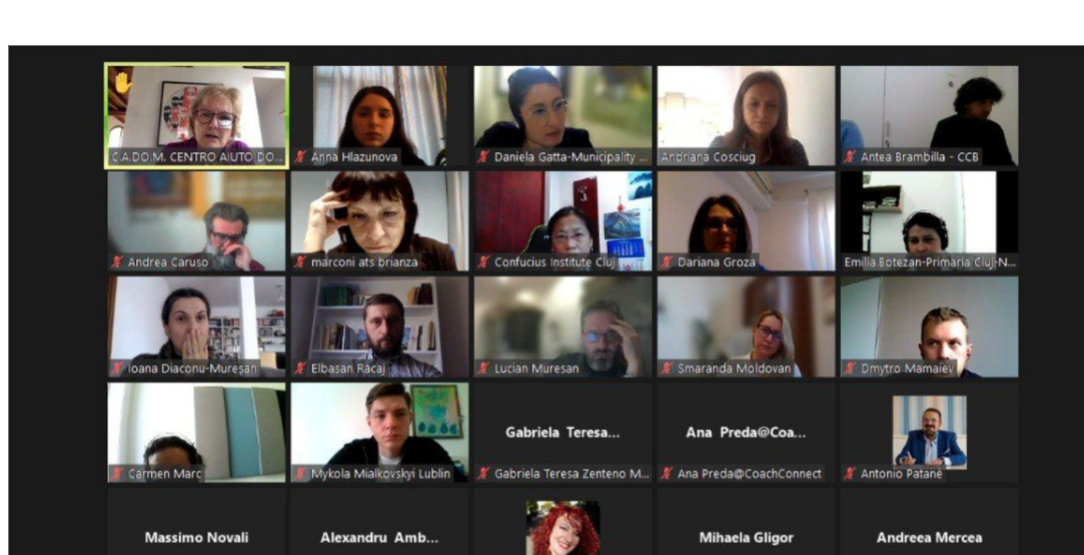 C.A.DO.M. CENTRO AIUTO DO...
Anna Hlazunova
Daniela Gatta-Municipality ...
Andriana Cosciug
Antea Brambilla - CCB
Andrea Caruso
marconi ats brianza
Confucius Institute Cluj
Dariana Groza
Emilia Botezan-Primaria Cluj-N...
Ioana Diaconu-Mureșan
Elbasan Racaj
Lucian Muresan
Smaranda Moldovan
Dmytro Mamaiev
Carmen Marc
Mykola Mialkovskyi Lublin
Gabriela Teresa...
Gabriela Teresa Zenteno M...
Ana Preda@Coa...
Ana Preda@CoachConnect
Antonio Patanè
Massimo Novali
Alexandru Amb...
Mihaela Gligor
Andreea Mercea